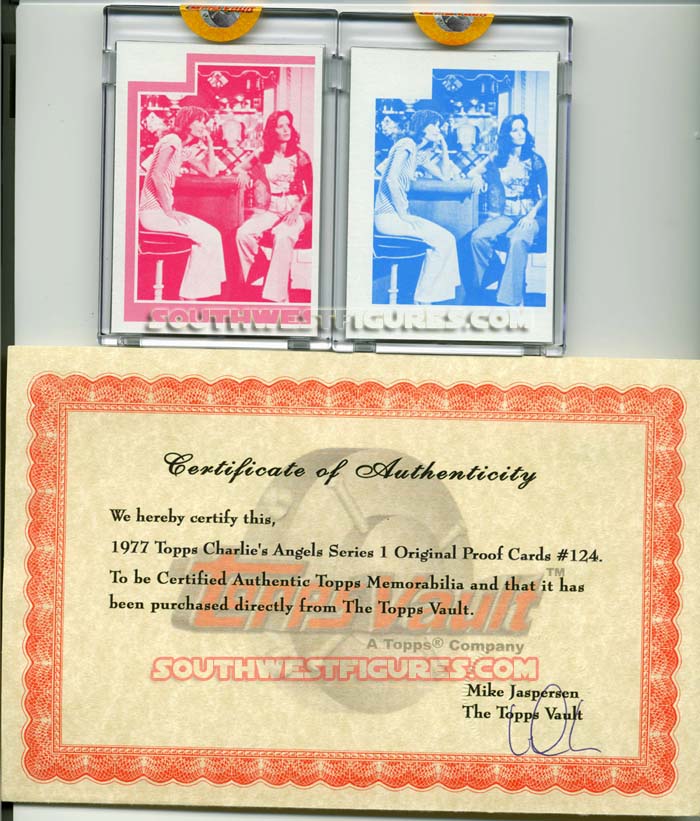 SOUTHWESTFIGURES.COM
Certificate of Authenticity
We hereby certify this,
1977 Topps Charlie's Angels Series 1 Original Proof Cards #124.
To be Certified Authentic Topps Memorabilia and that it has
been purchased directly from The Topps Vault.
Topps Vault™
A Topps® Company
SOUTHWESTFIGURES.COM
Mike Jaspersen
The Topps Vault